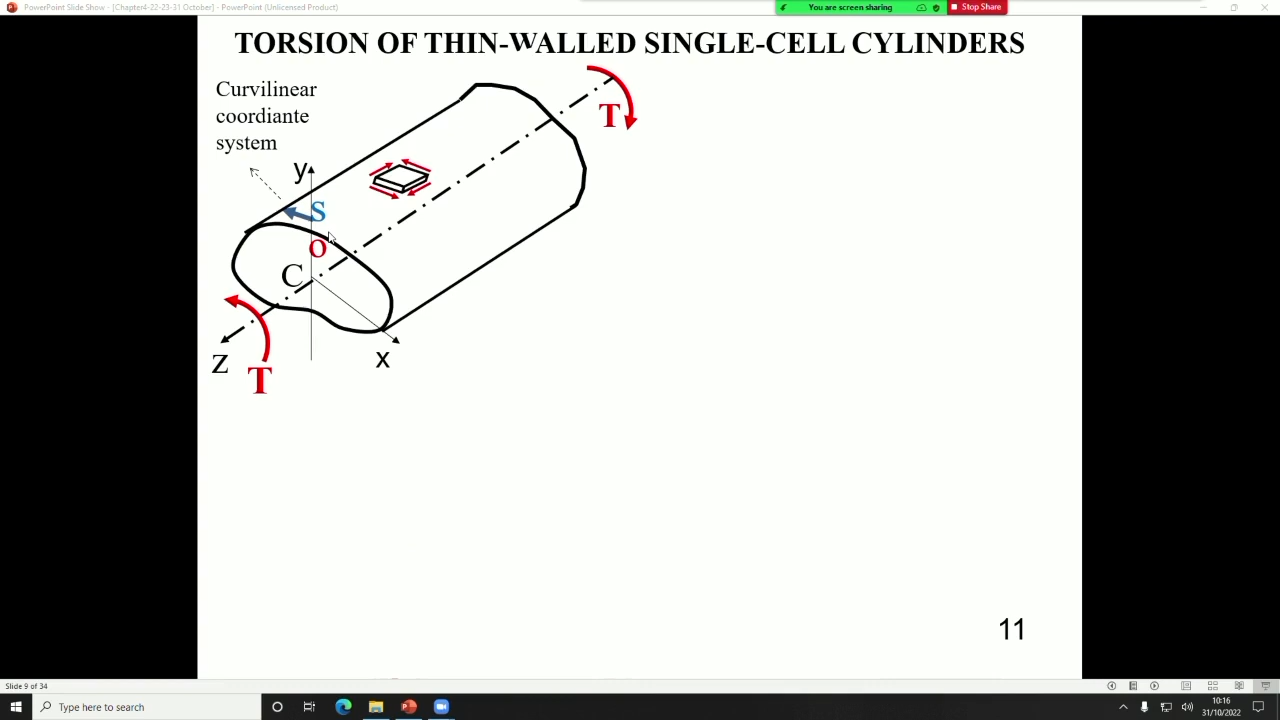 PowerPoint Slide Show - [Chapter4-22-23-31 October] - PowerPoint (Unlicensed Product)
You are screen sharing
Stop Share
TORSION OF THIN-WALLED SINGLE-CELL CYLINDERS
Curvilinear
coordiante
system
T
y
S
O
C
Z
T
x
11
Slide 9 of 34
Type here to search
10:16
31/10/2022